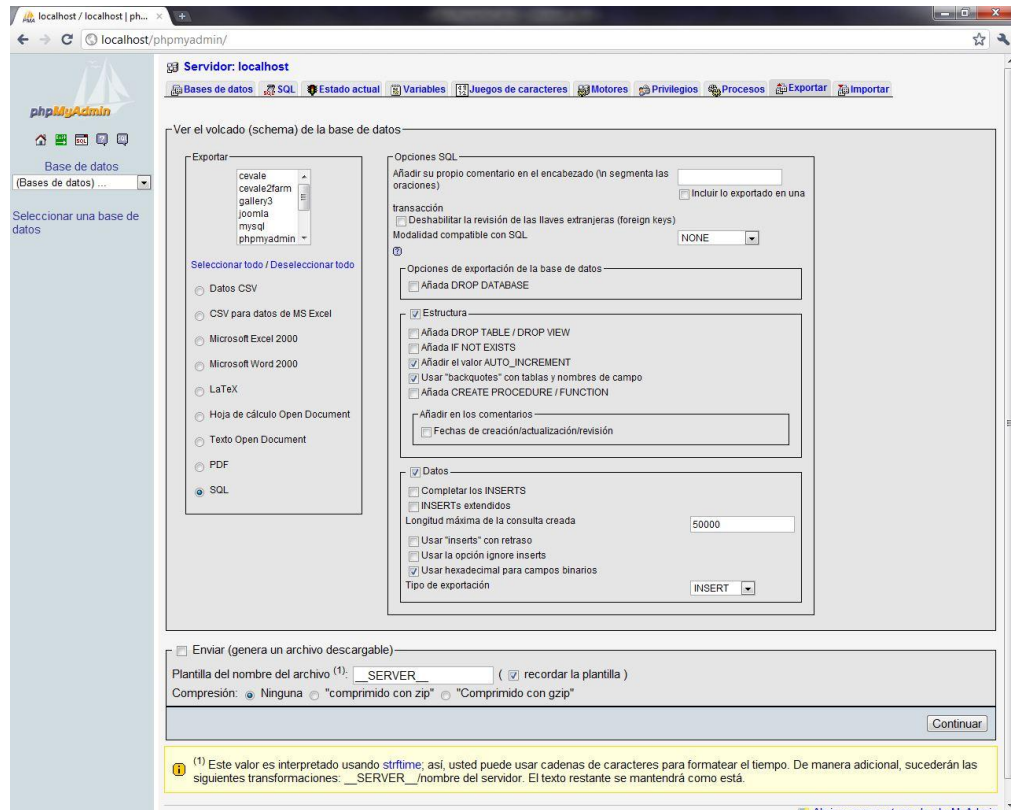 localhost / localhost | ph...
localhost/phpmyadmin/
phpMyAdmin
Base de datos
(Bases de datos) ...
Seleccionar una base de
datos
Servidor: localhost
Bases de datos SQL Estado actual Variables Juegos de caracteres Motores Privilegios Procesos Exportar Importar
Ver el volcado (schema) de la base de datos
Exportar
cevale
cevale2farm
gallery3
joomla
mysql
phpmyadmin
Seleccionar todo / Deseleccionar todo
Datos CSV
CSV para datos de MS Excel
Microsoft Excel 2000
Microsoft Word 2000
LaTeX
Hoja de cálculo Open Document
Texto Open Document
PDF
SQL
Opciones SQL
Añadir su propio comentario en el encabezado (\n segmenta las
oraciones)
Incluir lo exportado en una
transacción
Deshabilitar la revisión de las llaves extranjeras (foreign keys)
Modalidad compatible con SQL NONE
Opciones de exportación de la base de datos
Añada DROP DATABASE
Estructura
Añada DROP TABLE / DROP VIEW
Añada IF NOT EXISTS
Añadir el valor AUTO_INCREMENT
Usar "backquotes" con tablas y nombres de campo
Añada CREATE PROCEDURE / FUNCTION
Añadir en los comentarios
Fechas de creación/actualización/revisión
Datos
Completar los INSERTS
INSERTs extendidos
Longitud máxima de la consulta creada 50000
Usar "inserts" con retraso
Usar la opción ignore inserts
Usar hexadecimal para campos binarios
Tipo de exportación INSERT
Enviar (genera un archivo descargable)
Plantilla del nombre del archivo (1): __SERVER__ ( recordar la plantilla )
Compresión: Ninguna "comprimido con zip" "Comprimido con gzip"
Continuar
(1) Este valor es interpretado usando strftime; así, usted puede usar cadenas de caracteres para formatear el tiempo. De manera adicional, sucederán las
siguientes transformaciones: __SERVER__/nombre del servidor. El texto restante se mantendrá como está.